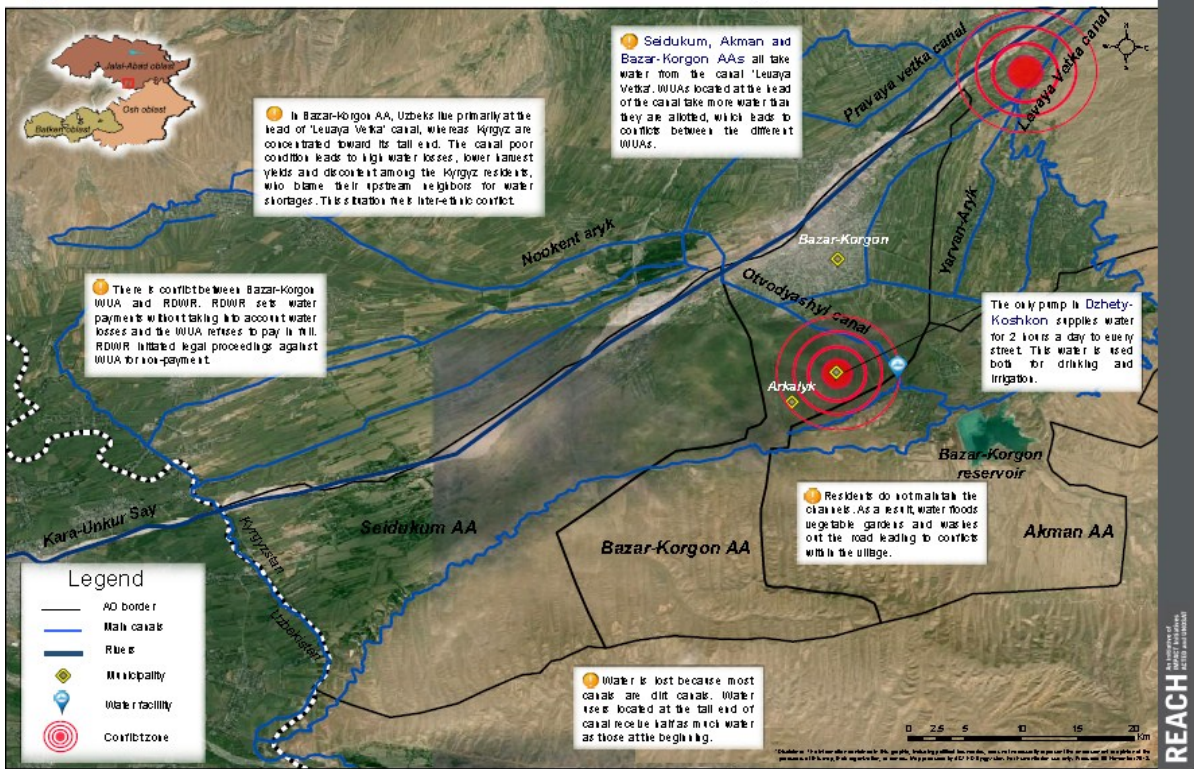 Jalal-Abad oblast
Osh oblast
Batken oblast
Seidukum, Akman and
Bazar-Korgon AAs all take
water from the canal 'Levaya
Vetka'. WUAs located at the head
of the canal take more water than
they are allotted, which leads to
conflicts between the different
WUAs.
Pravaya vetka canal
Levaya Vetka canal
In Bazar-Korgon AA, Uzbeks live primarily at the
head of 'Levaya Vetka' canal, whereas Kyrgyz are
concentrated toward its tail end. The canal poor
condition leads to high water losses, lower harvest
yields and discontent among the Kyrgyz residents,
who blame their upstream neighbors for water
shortages. This situation fuels inter-ethnic conflict.
Nookent aryk
Bazar-Korgon
Yarvan-Aryk
Otvodyashyi canal
There is conflict between Bazar-Korgon
WUA and RDWR. RDWR sets water
payments without taking into account water
losses and the WUA refuses to pay in full.
RDWR initiated legal proceedings against
WUA for non-payment.
The only pump in Dzhety-
Koshkon supplies water
for 2 hours a day to every
street. This water is used
both for drinking and
irrigation.
Arkalyk
Bazar-Korgon
reservoir
Residents do not maintain the
channels. As a result, water floods
vegetable gardens and washes
out the road leading to conflicts
within the village.
Kara-Unkur Say
Seidukum AA
Bazar-Korgon AA
Akman AA
Kyrgyzstan
Uzbekistan
Legend
AO border
Main canals
Rivers
Municipality
Water facility
Conflict zone
Water is lost because most
canals are dirt canals. Water
users located at the tail end of
canal receive half as much water
as those at the beginning.
0 2.5 5 10 15 20
Km
REACH
An initiative of
IMPACT Initiatives
ACTED and UNOSAT